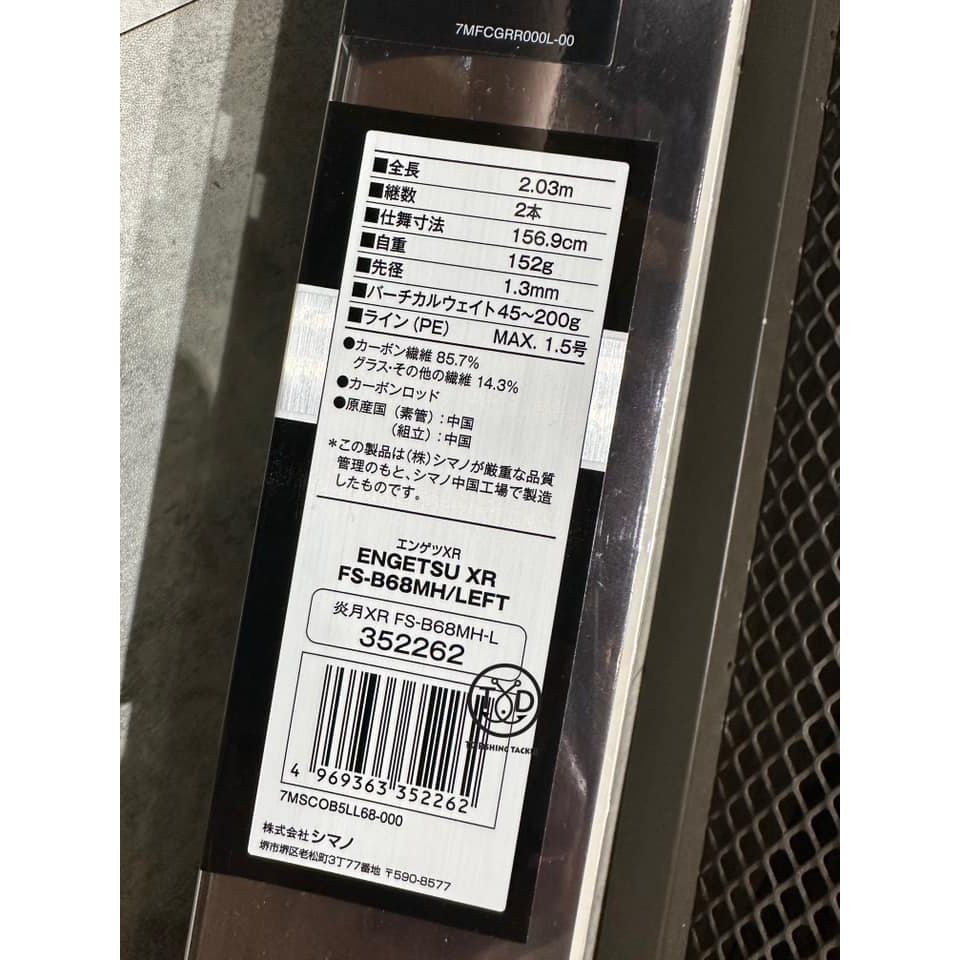 7MFCGRR000L-00
■全長 2.03m
■継数 2本
■仕舞寸法 156.9cm
■自重 152g
■先径 1.3mm
■バーチカルウェイト 45~200g
■ライン(PE) MAX. 1.5号
●カーボン繊維 85.7%
グラス・その他の繊維 14.3%
●カーボンロッド
●原産国(素管):中国
(組立):中国
*この製品は(株)シマノが厳重な品質
管理のもと、シマノ中国工場で製造
したものです。
エンゲツXR
ENGETSU XR
FS-B68MH/LEFT
炎月XR FS-B68MH-L
352262
T D
4 969363 352262
7MSCOB5LL68-000
株式会社シマノ
堺市堺区老松町3丁77番地 〒590-8577